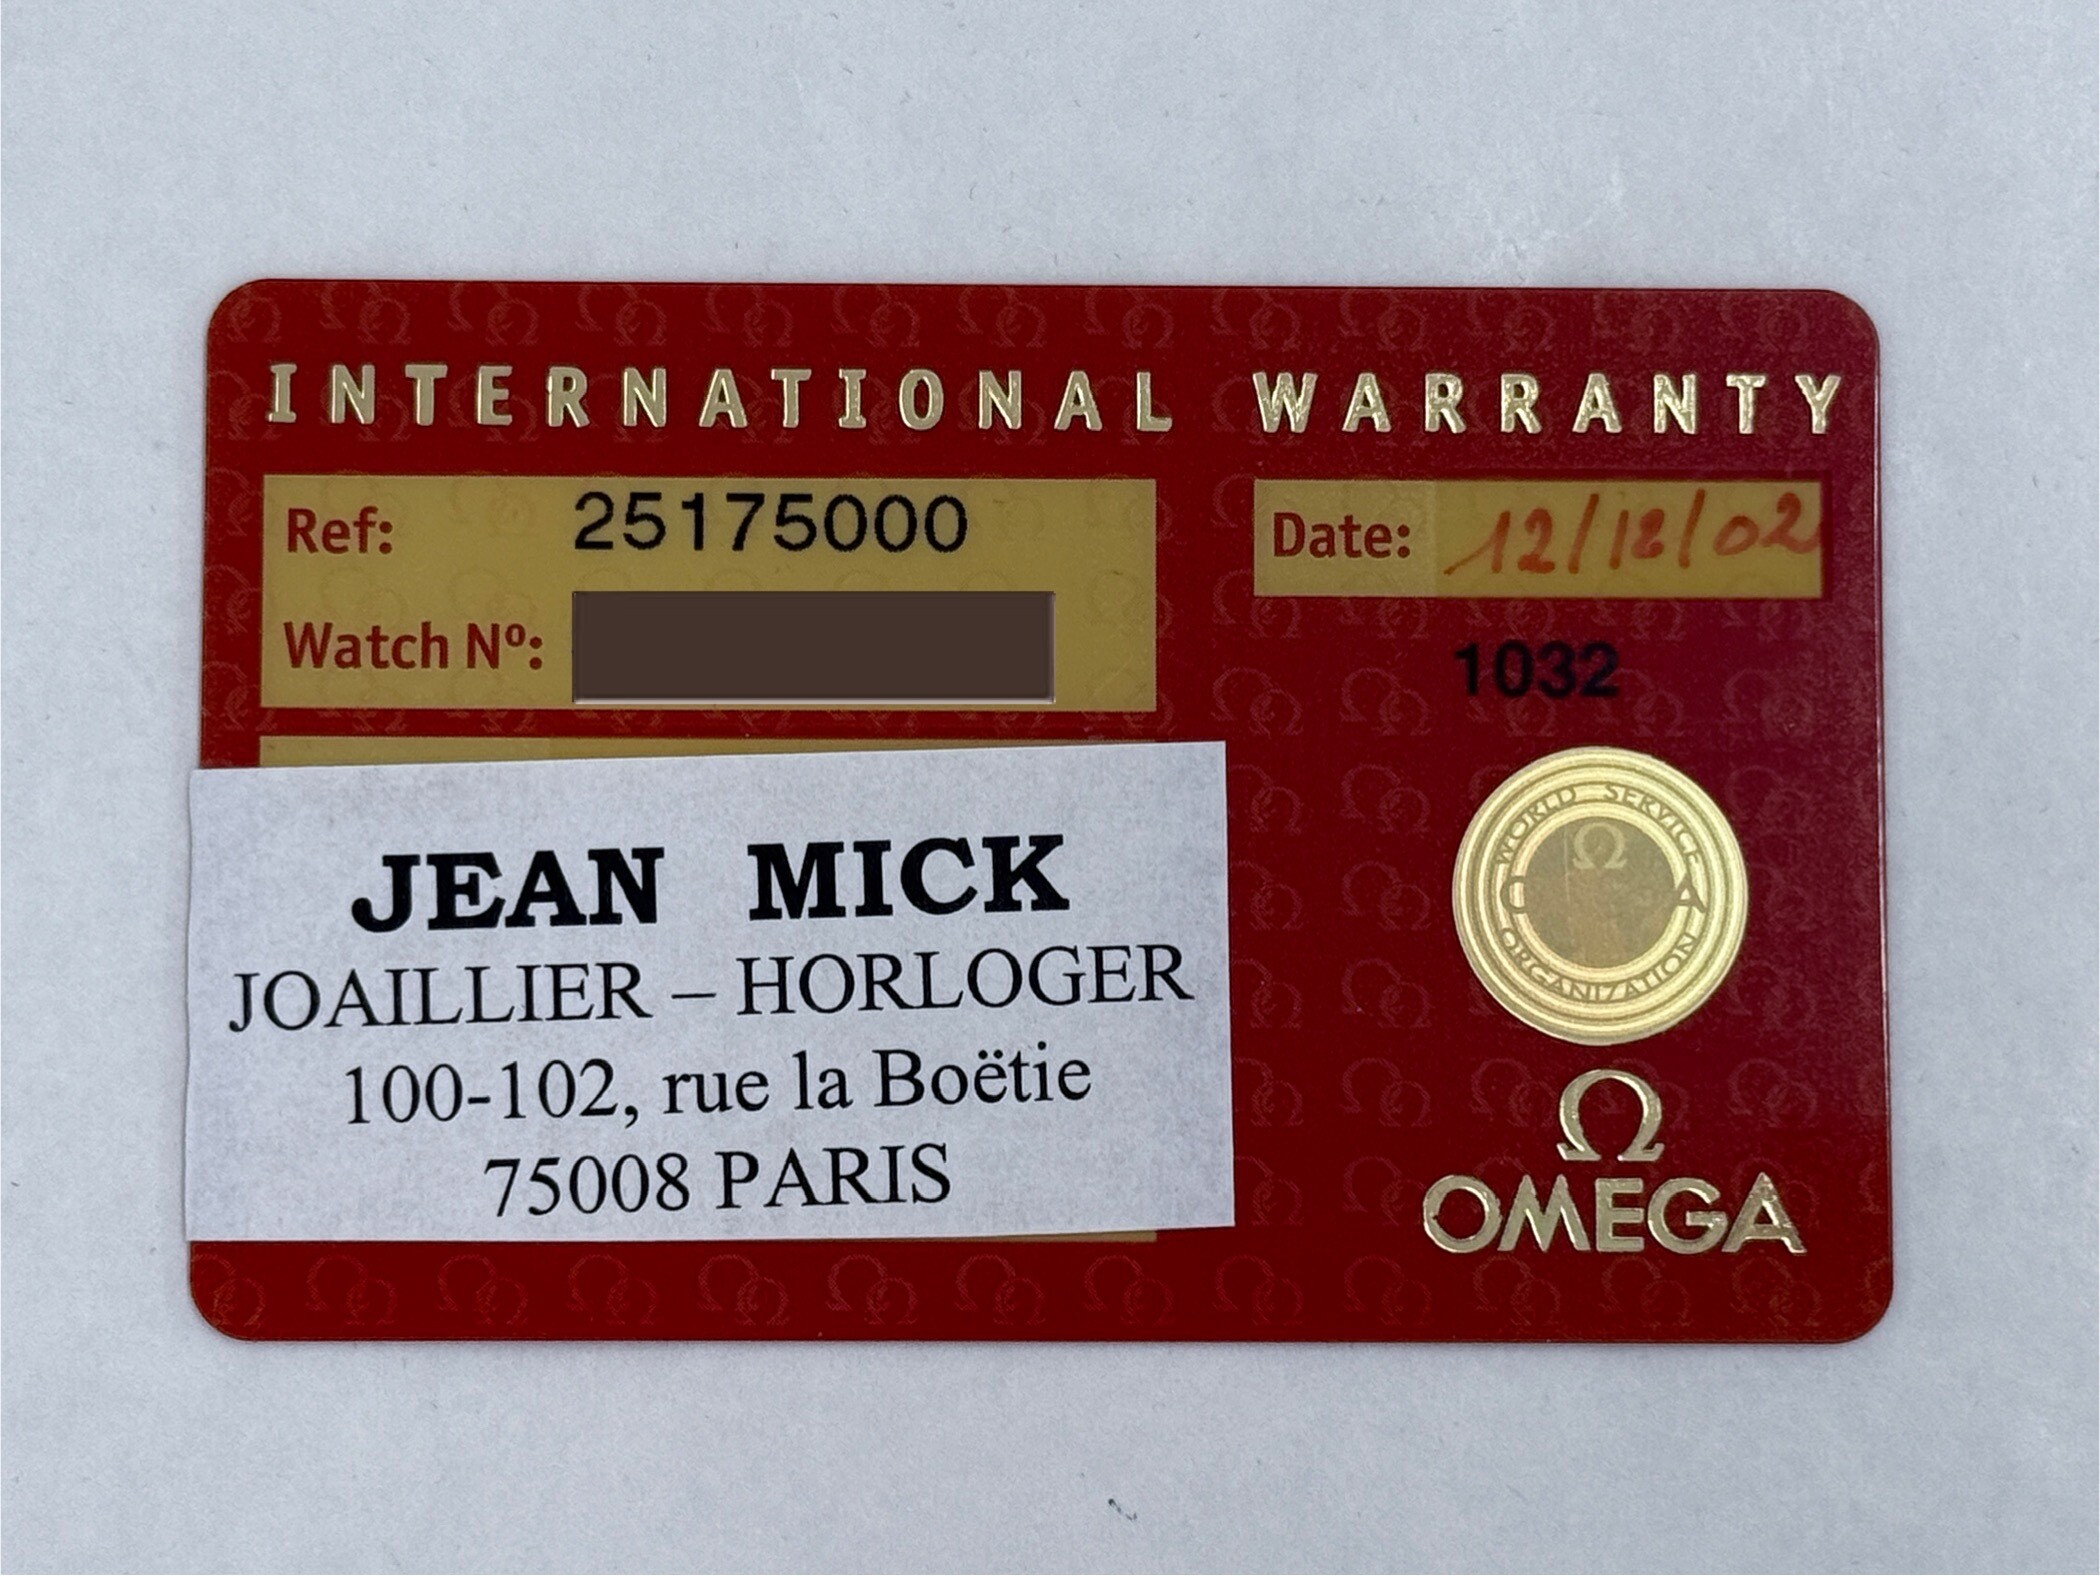 INTERNATIONAL WARRANTY
Ref: 25175000
Date: 12/12/02
Watch Nº:
1032
JEAN MICK
JOAILLIER – HORLOGER
100-102, rue la Boëtie
75008 PARIS
WORLD SERVICE
Ω
ORGANIZATION
Ω
OMEGA